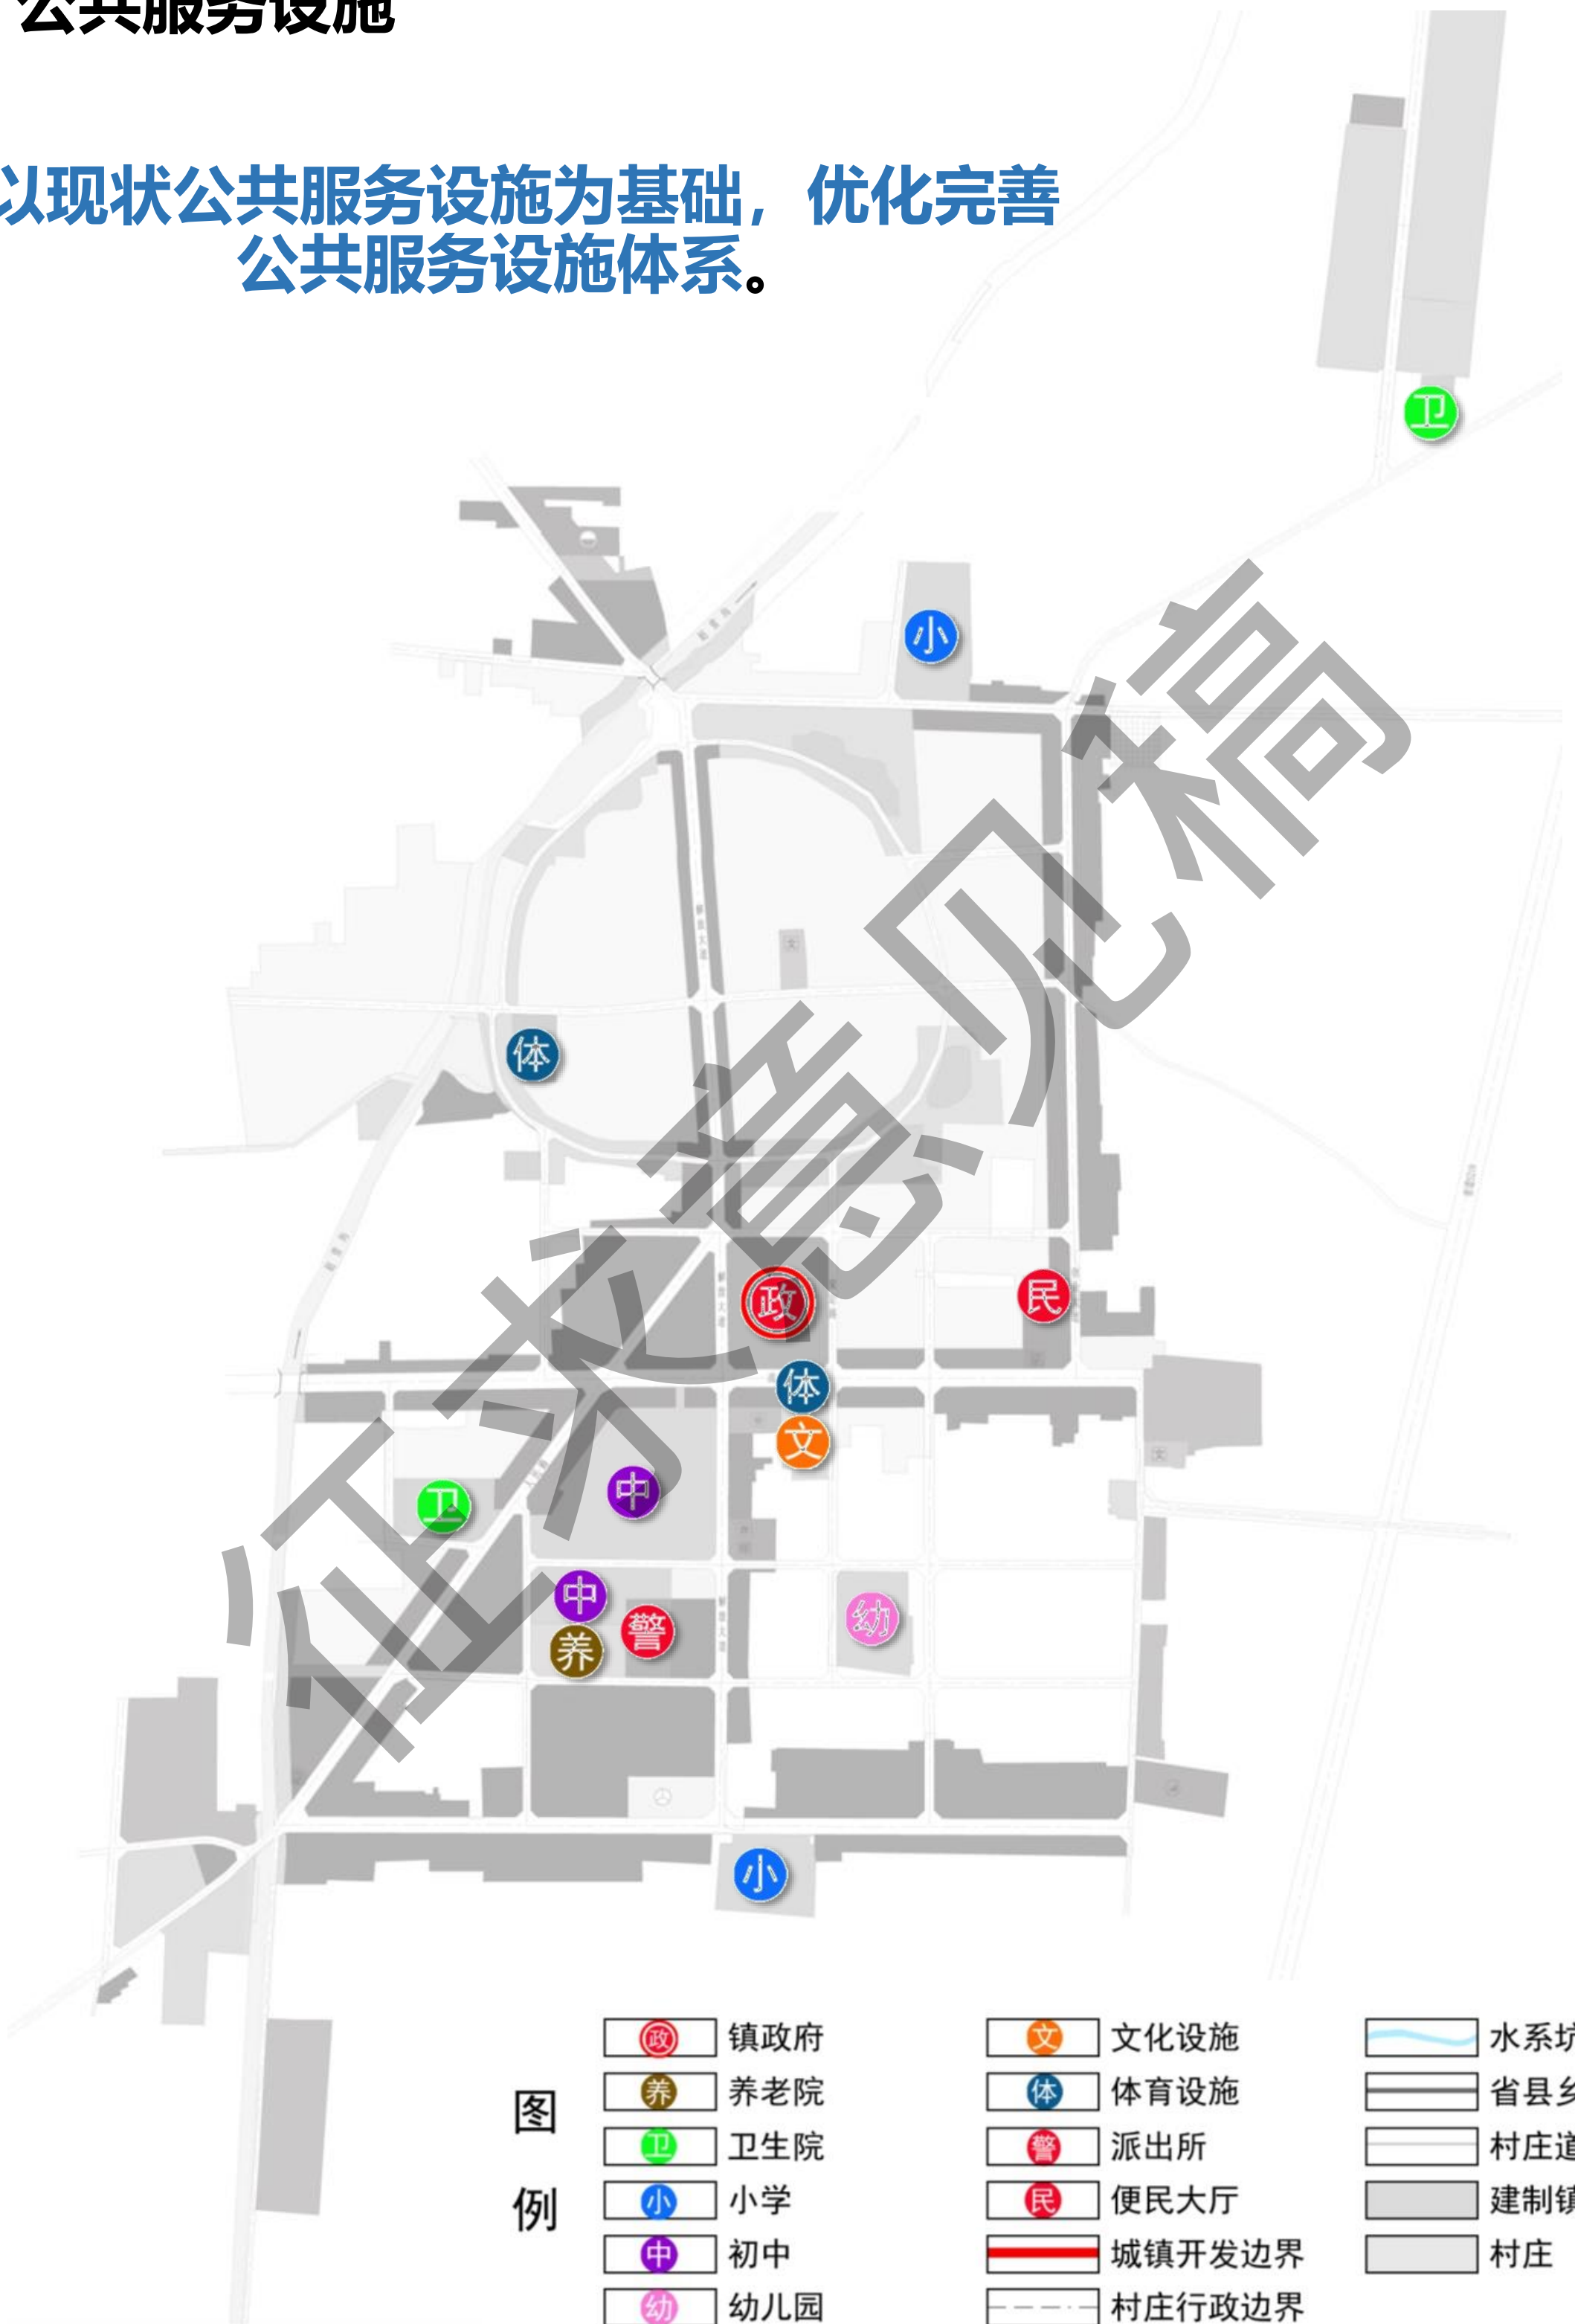 公共服务设施
以现状公共服务设施为基础，优化完善
公共服务设施体系。
卫
小
体
政
民
体
文
中
卫
中
幼
警
养
小
解放大道
征求意见稿
图例
政 镇政府
养 养老院
卫 卫生院
小 小学
中 初中
幼 幼儿园
文 文化设施
体 体育设施
警 派出所
民 便民大厅
城镇开发边界
村庄行政边界
水系坑
省县乡
村庄道
建制镇
村庄